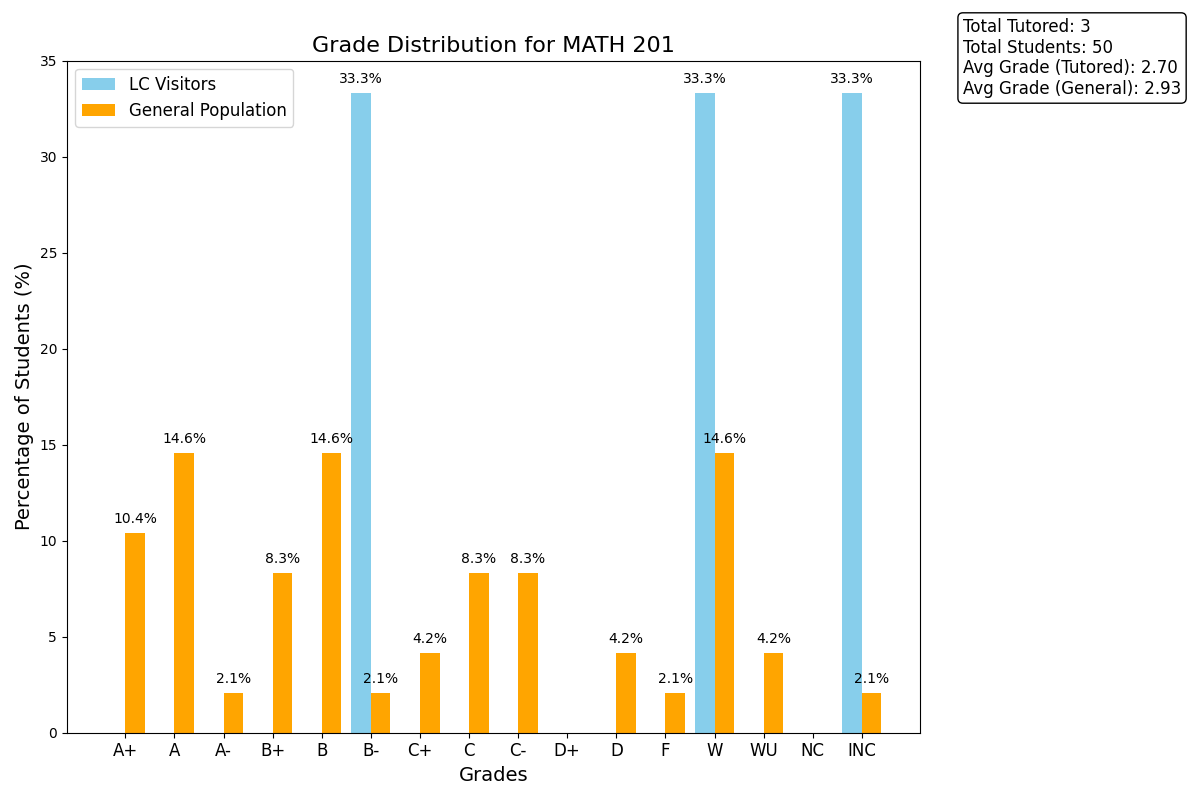 Grade Distribution for MATH 201
Total Tutored: 3
Total Students: 50
Avg Grade (Tutored): 2.70
Avg Grade (General): 2.93
LC Visitors
General Population
Percentage of Students (%)
35
30
25
20
15
10
5
0
10.4%
14.6%
2.1%
8.3%
14.6%
33.3%
2.1%
4.2%
8.3%
8.3%
4.2%
2.1%
33.3%
14.6%
4.2%
33.3%
2.1%
A+ A A- B+ B B- C+ C C- D+ D F W WU NC INC
Grades